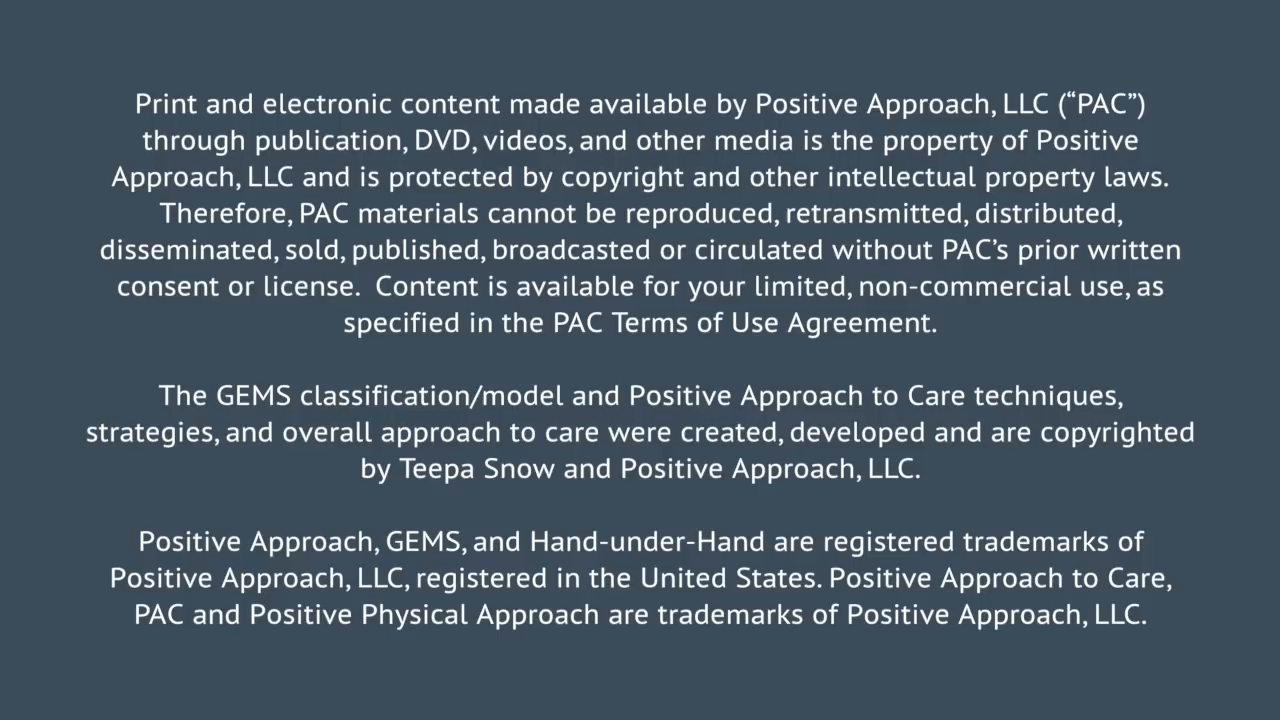 Print and electronic content made available by Positive Approach, LLC (“PAC”)
through publication, DVD, videos, and other media is the property of Positive
Approach, LLC and is protected by copyright and other intellectual property laws.
Therefore, PAC materials cannot be reproduced, retransmitted, distributed,
disseminated, sold, published, broadcasted or circulated without PAC’s prior written
consent or license.  Content is available for your limited, non-commercial use, as
specified in the PAC Terms of Use Agreement.
The GEMS classification/model and Positive Approach to Care techniques,
strategies, and overall approach to care were created, developed and are copyrighted
by Teepa Snow and Positive Approach, LLC.
Positive Approach, GEMS, and Hand-under-Hand are registered trademarks of
Positive Approach, LLC, registered in the United States. Positive Approach to Care,
PAC and Positive Physical Approach are trademarks of Positive Approach, LLC.